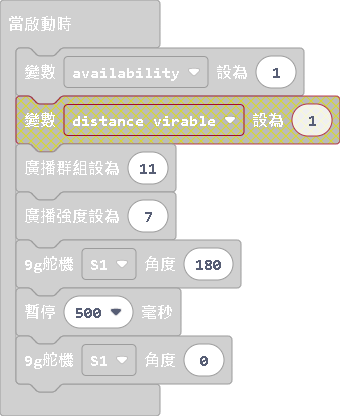 當啟動時
變數 availability 設為 1
變數 distance virable 設為 1
廣播群組設為 11
廣播強度設為 7
9g舵機 S1 角度 180
暫停 500 毫秒
9g舵機 S1 角度 0